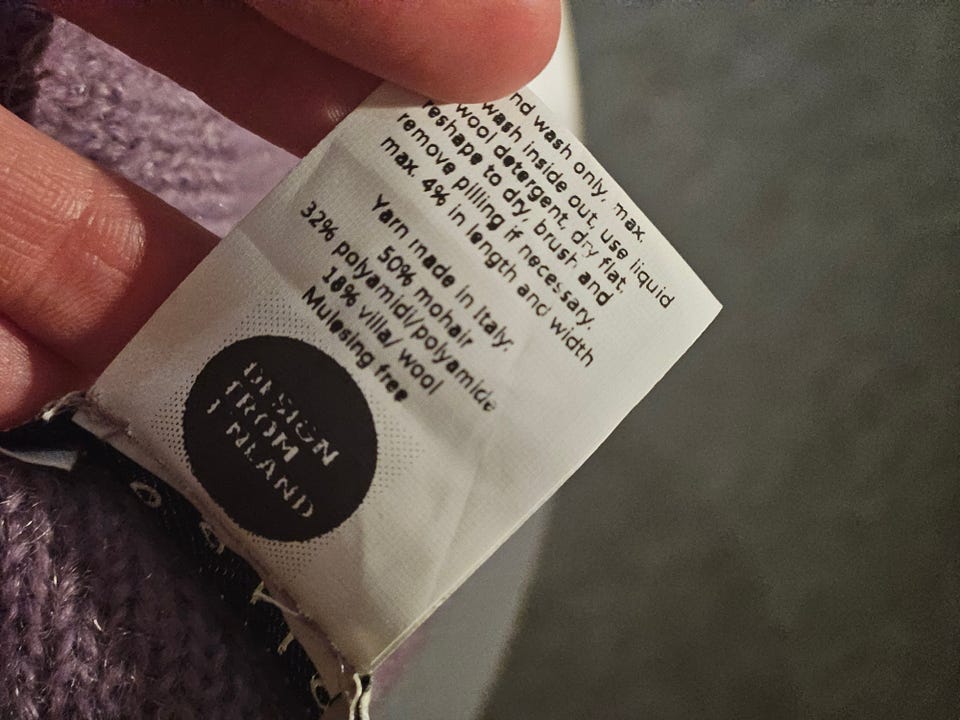 nd wash only, max.
wash inside out, use liquid
wool detergent, dry flat,
reshape to dry, brush and
remove pilling if necessary.
max. 4% in length and width
Yarn made in Italy.
50% mohair
32% polyamidi/polyamide
18% villa/ wool
Mulesing free
DESIGN
FROM
FINLAND